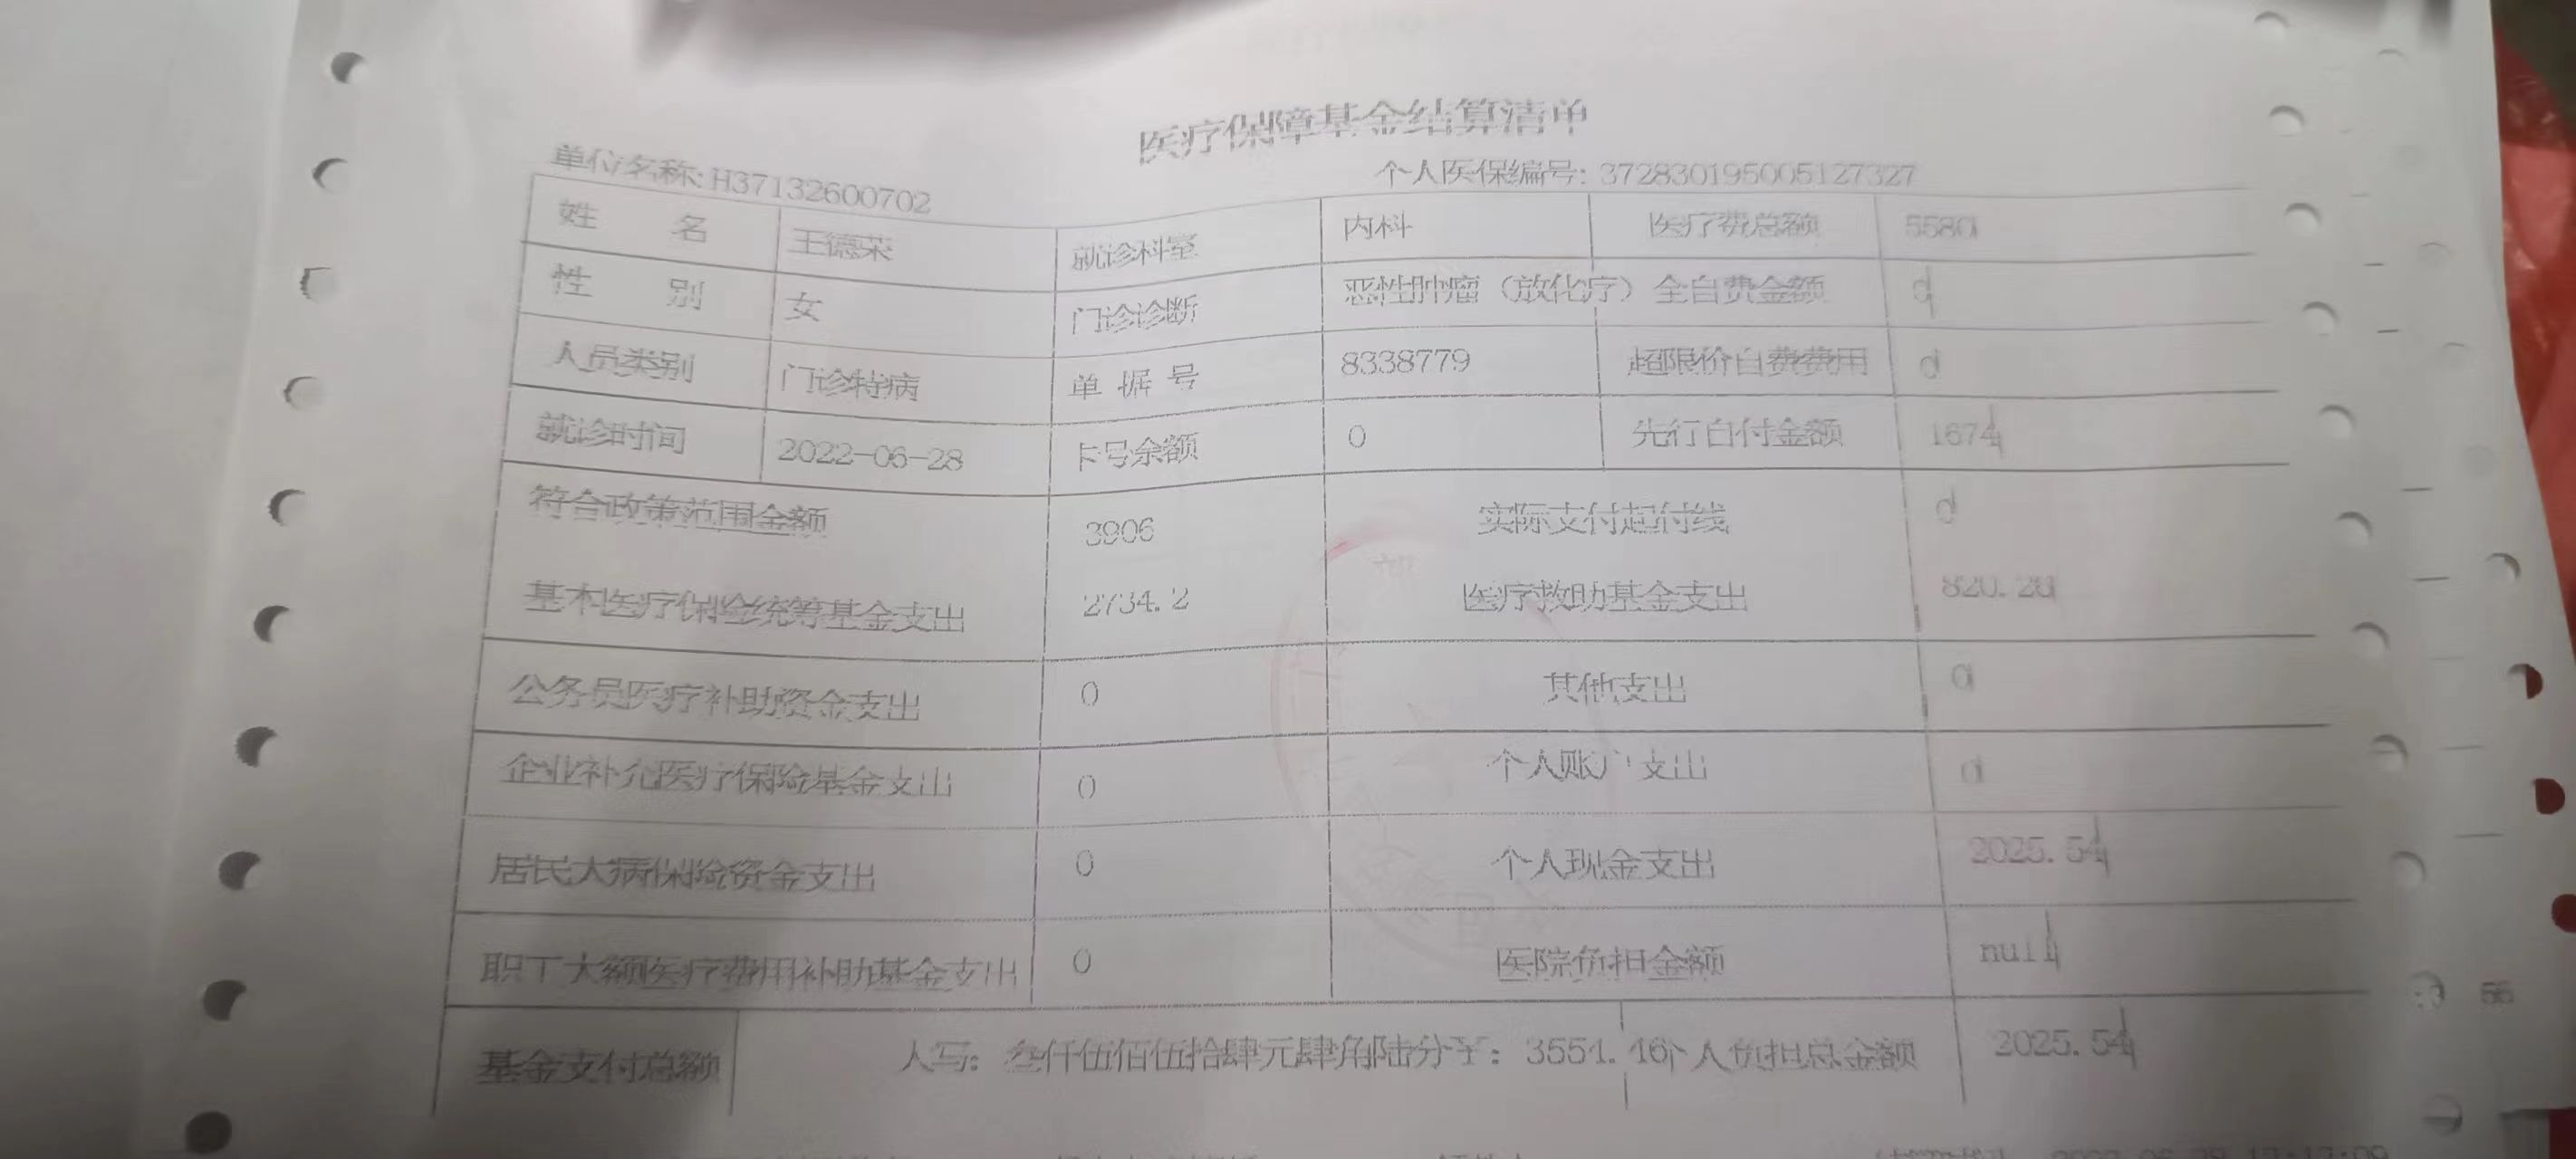 医疗保障基金结算清单
单位名称: H37132600702 个人医保编号: 372830195005127327
姓 名 王德荣 就诊科室 内科 医疗费总额 5580
性 别 女 门诊诊断 恶性肿瘤（放化疗） 全自费金额 0
人员类别 门诊特病 单据号 8338779 超限价自费费用 0
就诊时间 2022-06-28 卡号余额 0 先行自付金额 1674
符合政策范围金额 3906 实际支付起付线 0
基本医疗保险统筹基金支出 2734.2 医疗救助基金支出 820.26
公务员医疗补助资金支出 0 其他支出 0
企业补充医疗保险基金支出 0 个人账户支出 0
居民大病保险资金支出 0 个人现金支出 2025.54
职工大额医疗费用补助基金支出 0 医院负担金额 null
基金支付总额 大写: 叁仟伍佰伍拾肆元肆角陆分 ￥: 3554.46 个人负担总金额 2025.54